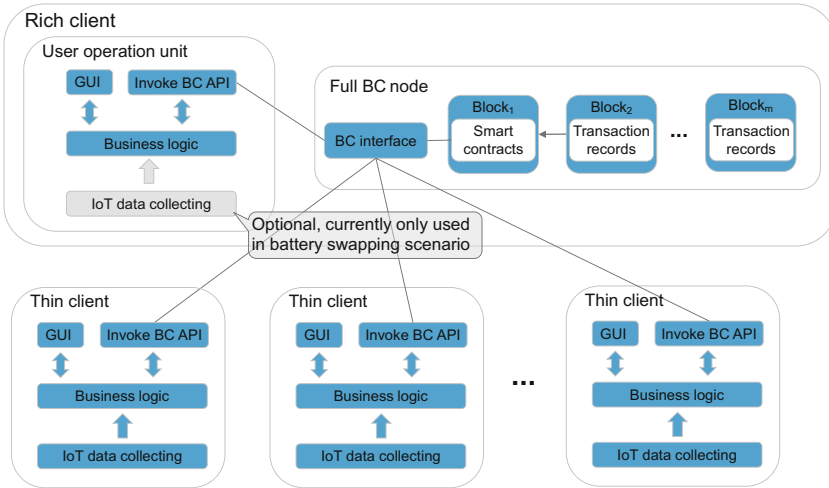 Rich client
User operation unit
GUI
Invoke BC API
Business logic
IoT data collecting
Optional, currently only used
in battery swapping scenario
Full BC node
BC interface
Block1
Smart
contracts
Block2
Transaction
records
...
Blockm
Transaction
records
Thin client
GUI
Invoke BC API
Business logic
IoT data collecting
Thin client
GUI
Invoke BC API
Business logic
IoT data collecting
...
Thin client
GUI
Invoke BC API
Business logic
IoT data collecting